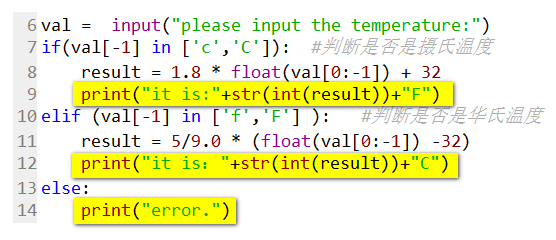 6 val =  input("please input the temperature:")
7 if(val[-1] in ['c','C']):  #判断是否是摄氏温度
8     result = 1.8 * float(val[0:-1]) + 32
9     print("it is:"+str(int(result))+"F")
10 elif (val[-1] in ['f','F'] ):   #判断是否是华氏温度
11     result = 5/9.0 * (float(val[0:-1]) -32)
12     print("it is："+str(int(result))+"C")
13 else:
14     print("error.")